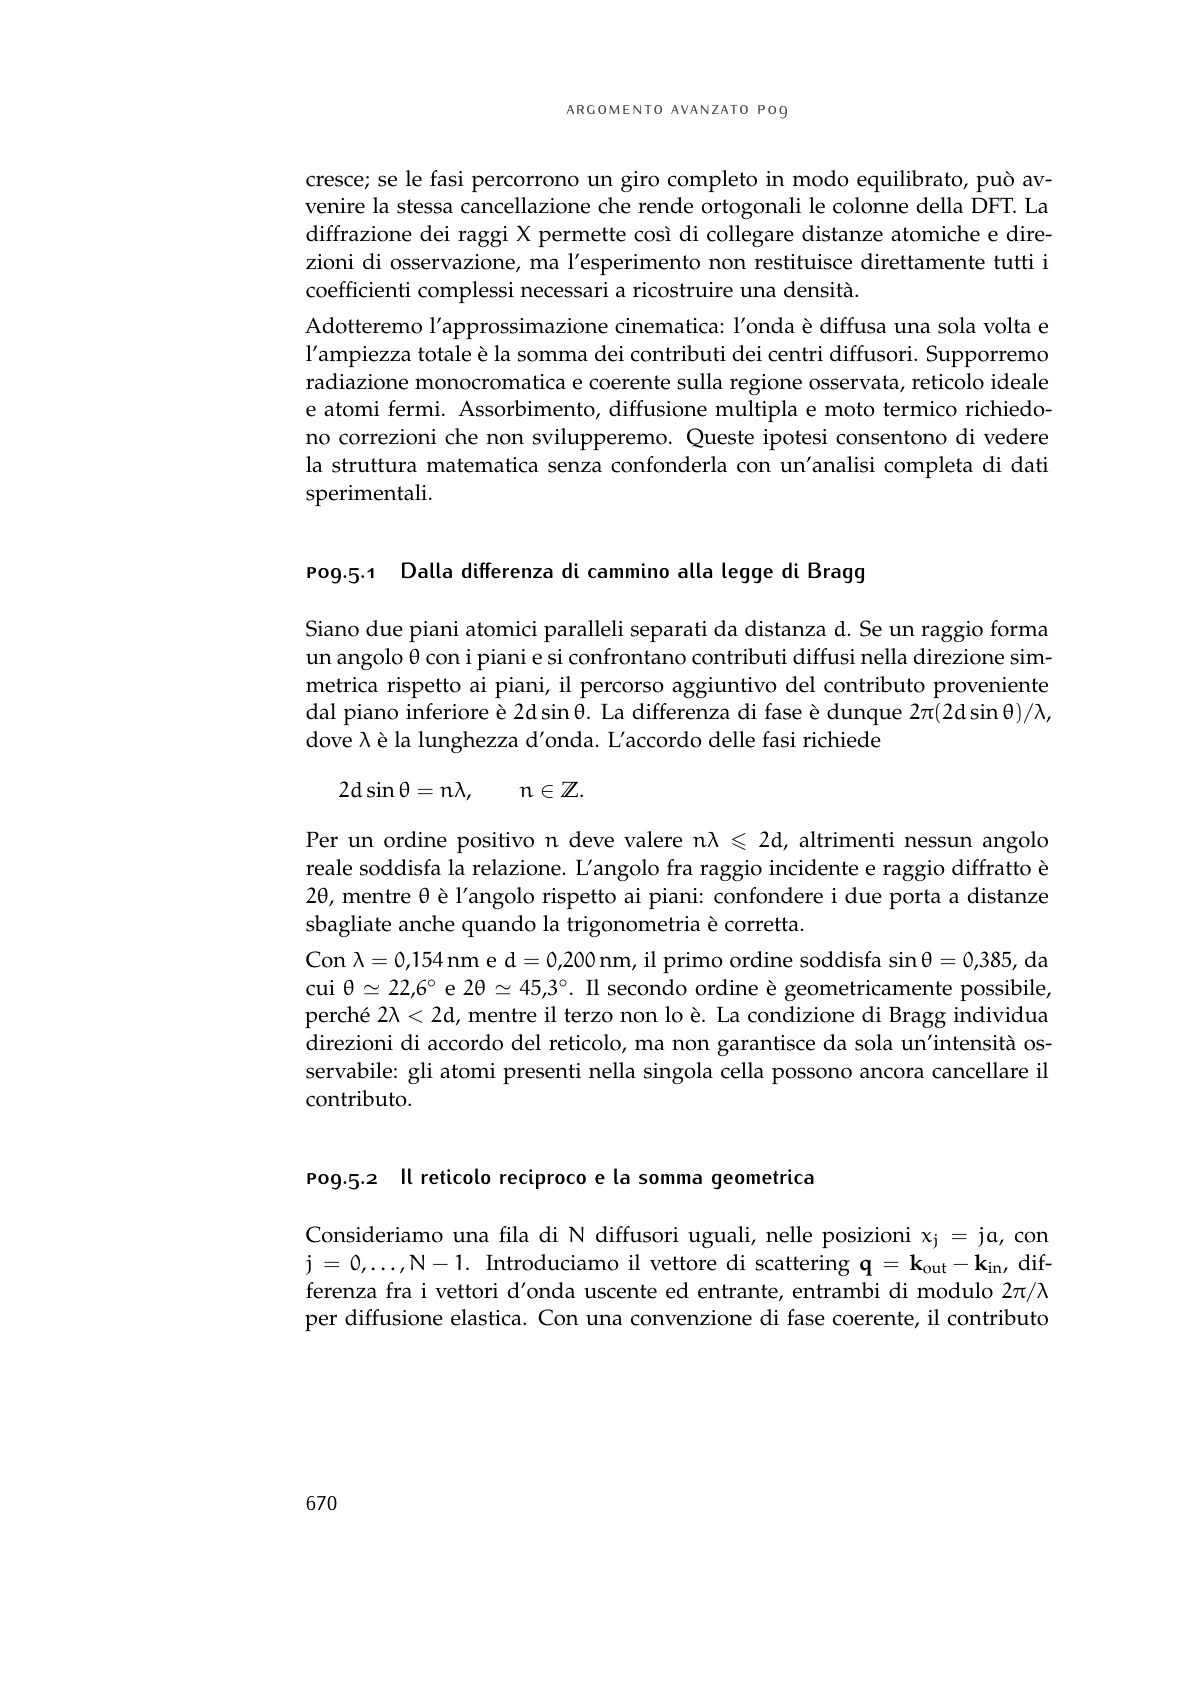 ARGOMENTO AVANZATO P09
cresce; se le fasi percorrono un giro completo in modo equilibrato, può av-
venire la stessa cancellazione che rende ortogonali le colonne della DFT. La
diffrazione dei raggi X permette così di collegare distanze atomiche e dire-
zioni di osservazione, ma l'esperimento non restituisce direttamente tutti i
coefficienti complessi necessari a ricostruire una densità.
Adotteremo l'approssimazione cinematica: l'onda è diffusa una sola volta e
l'ampiezza totale è la somma dei contributi dei centri diffusori. Supporremo
radiazione monocromatica e coerente sulla regione osservata, reticolo ideale
e atomi fermi. Assorbimento, diffusione multipla e moto termico richiedo-
no correzioni che non svilupperemo. Queste ipotesi consentono di vedere
la struttura matematica senza confonderla con un'analisi completa di dati
sperimentali.
P09.5.1 Dalla differenza di cammino alla legge di Bragg
Siano due piani atomici paralleli separati da distanza d. Se un raggio forma
un angolo θ con i piani e si confrontano contributi diffusi nella direzione sim-
metrica rispetto ai piani, il percorso aggiuntivo del contributo proveniente
dal piano inferiore è 2d sin θ. La differenza di fase è dunque 2π(2d sin θ)/λ,
dove λ è la lunghezza d'onda. L'accordo delle fasi richiede
2d sin θ = nλ, n ∈ ℤ.
Per un ordine positivo n deve valere nλ ⩽ 2d, altrimenti nessun angolo
reale soddisfa la relazione. L'angolo fra raggio incidente e raggio diffratto è
2θ, mentre θ è l'angolo rispetto ai piani: confondere i due porta a distanze
sbagliate anche quando la trigonometria è corretta.
Con λ = 0,154 nm e d = 0,200 nm, il primo ordine soddisfa sin θ = 0,385, da
cui θ ≃ 22,6° e 2θ ≃ 45,3°. Il secondo ordine è geometricamente possibile,
perché 2λ < 2d, mentre il terzo non lo è. La condizione di Bragg individua
direzioni di accordo del reticolo, ma non garantisce da sola un'intensità os-
servabile: gli atomi presenti nella singola cella possono ancora cancellare il
contributo.
P09.5.2 Il reticolo reciproco e la somma geometrica
Consideriamo una fila di N diffusori uguali, nelle posizioni xⱼ = ja, con
j = 0, . . . , N − 1. Introduciamo il vettore di scattering q = k_out − k_in, dif-
ferenza fra i vettori d'onda uscente ed entrante, entrambi di modulo 2π/λ
per diffusione elastica. Con una convenzione di fase coerente, il contributo
670